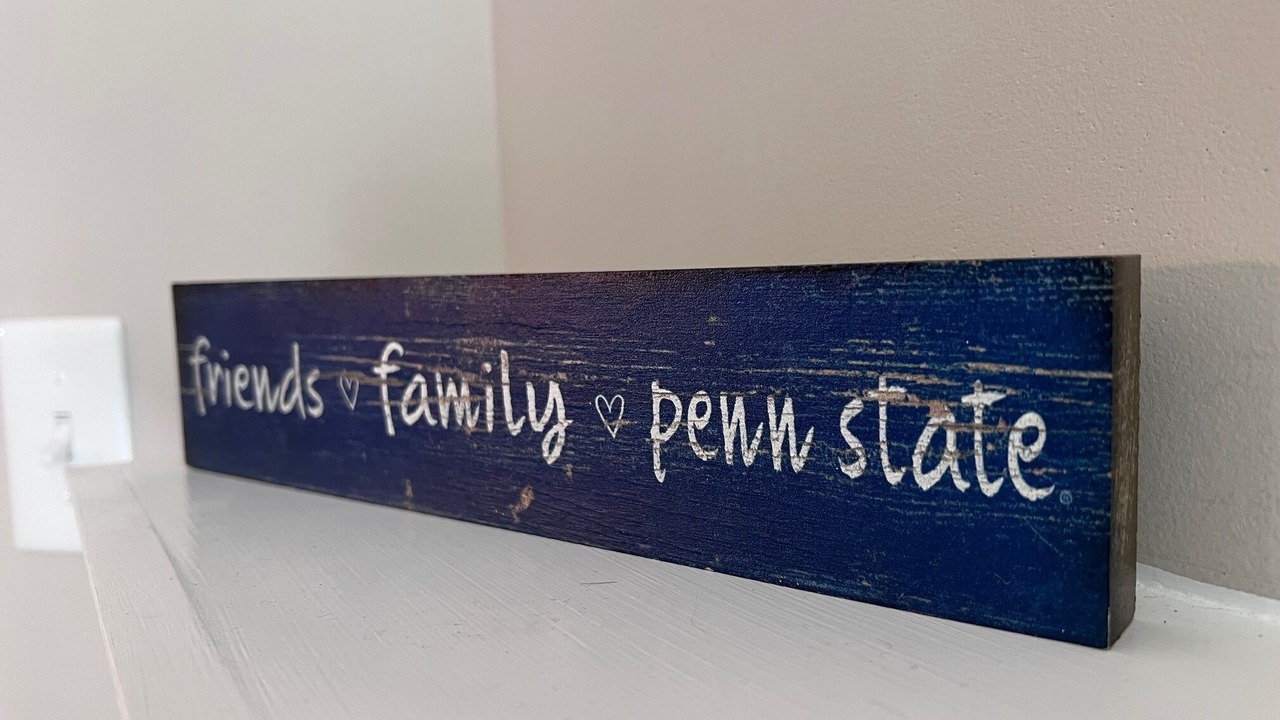 friends ♡ family ♡ penn state®